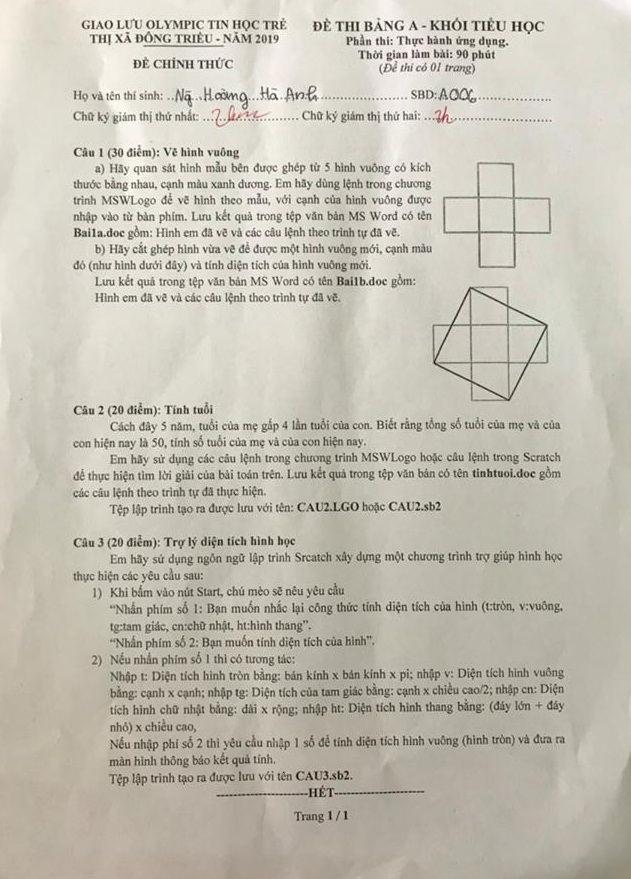 GIAO LƯU OLYMPIC TIN HỌC TRẺ
THỊ XÃ ĐÔNG TRIỀU - NĂM 2019
ĐỀ CHÍNH THỨC
ĐỀ THI BẢNG A - KHỐI TIỂU HỌC
Phần thi: Thực hành ứng dụng.
Thời gian làm bài: 90 phút
(Đề thi có 01 trang)
Họ và tên thí sinh: ...Ng. Hoàng Hà Anh........................ SBD: A006................
Chữ ký giám thị thứ nhất: ........................ Chữ ký giám thị thứ hai: ........................
Câu 1 (30 điểm): Vẽ hình vuông
a) Hãy quan sát hình mẫu bên được ghép từ 5 hình vuông có kích
thước bằng nhau, cạnh màu xanh dương. Em hãy dùng lệnh trong chương
trình MSWLogo để vẽ hình theo mẫu, với cạnh của hình vuông được
nhập vào từ bàn phím. Lưu kết quả trong tệp văn bản MS Word có tên
Bai1a.doc gồm: Hình em đã vẽ và các câu lệnh theo trình tự đã vẽ.
b) Hãy cắt ghép hình vừa vẽ để được một hình vuông mới, cạnh màu
đỏ (như hình dưới đây) và tính diện tích của hình vuông mới.
Lưu kết quả trong tệp văn bản MS Word có tên Bai1b.doc gồm:
Hình em đã vẽ và các câu lệnh theo trình tự đã vẽ.
Câu 2 (20 điểm): Tính tuổi
Cách đây 5 năm, tuổi của mẹ gấp 4 lần tuổi của con. Biết rằng tổng số tuổi của mẹ và của
con hiện nay là 50, tính số tuổi của mẹ và của con hiện nay.
Em hãy sử dụng các câu lệnh trong chương trình MSWLogo hoặc câu lệnh trong Scratch
để thực hiện tìm lời giải của bài toán trên. Lưu kết quả trong tệp văn bản có tên tinhtuoi.doc gồm
các câu lệnh theo trình tự đã thực hiện.
Tệp lập trình tạo ra được lưu với tên: CAU2.LGO hoặc CAU2.sb2
Câu 3 (20 điểm): Trợ lý diện tích hình học
Em hãy sử dụng ngôn ngữ lập trình Srcatch xây dựng một chương trình trợ giúp hình học
thực hiện các yêu cầu sau:
1) Khi bấm vào nút Start, chú mèo sẽ nêu yêu cầu
“Nhấn phím số 1: Bạn muốn nhắc lại công thức tính diện tích của hình (t:tròn, v:vuông,
tg:tam giác, cn:chữ nhật, ht:hình thang”.
“Nhấn phím số 2: Bạn muốn tính diện tích của hình”.
2) Nếu nhấn phím số 1 thì có tương tác:
Nhập t: Diện tích hình tròn bằng: bán kính x bán kính x pi; nhập v: Diện tích hình vuông
bằng: cạnh x cạnh; nhập tg: Diện tích của tam giác bằng: cạnh x chiều cao/2; nhập cn: Diện
tích hình chữ nhật bằng: dài x rộng; nhập ht: Diện tích hình thang bằng: (đáy lớn + đáy
nhỏ) x chiều cao,
Nếu nhập phí số 2 thì yêu cầu nhập 1 số để tính diện tích hình vuông (hình tròn) và đưa ra
màn hình thông báo kết quả tính.
Tệp lập trình tạo ra được lưu với tên CAU3.sb2.
----------------------HẾT----------------------
Trang 1 / 1